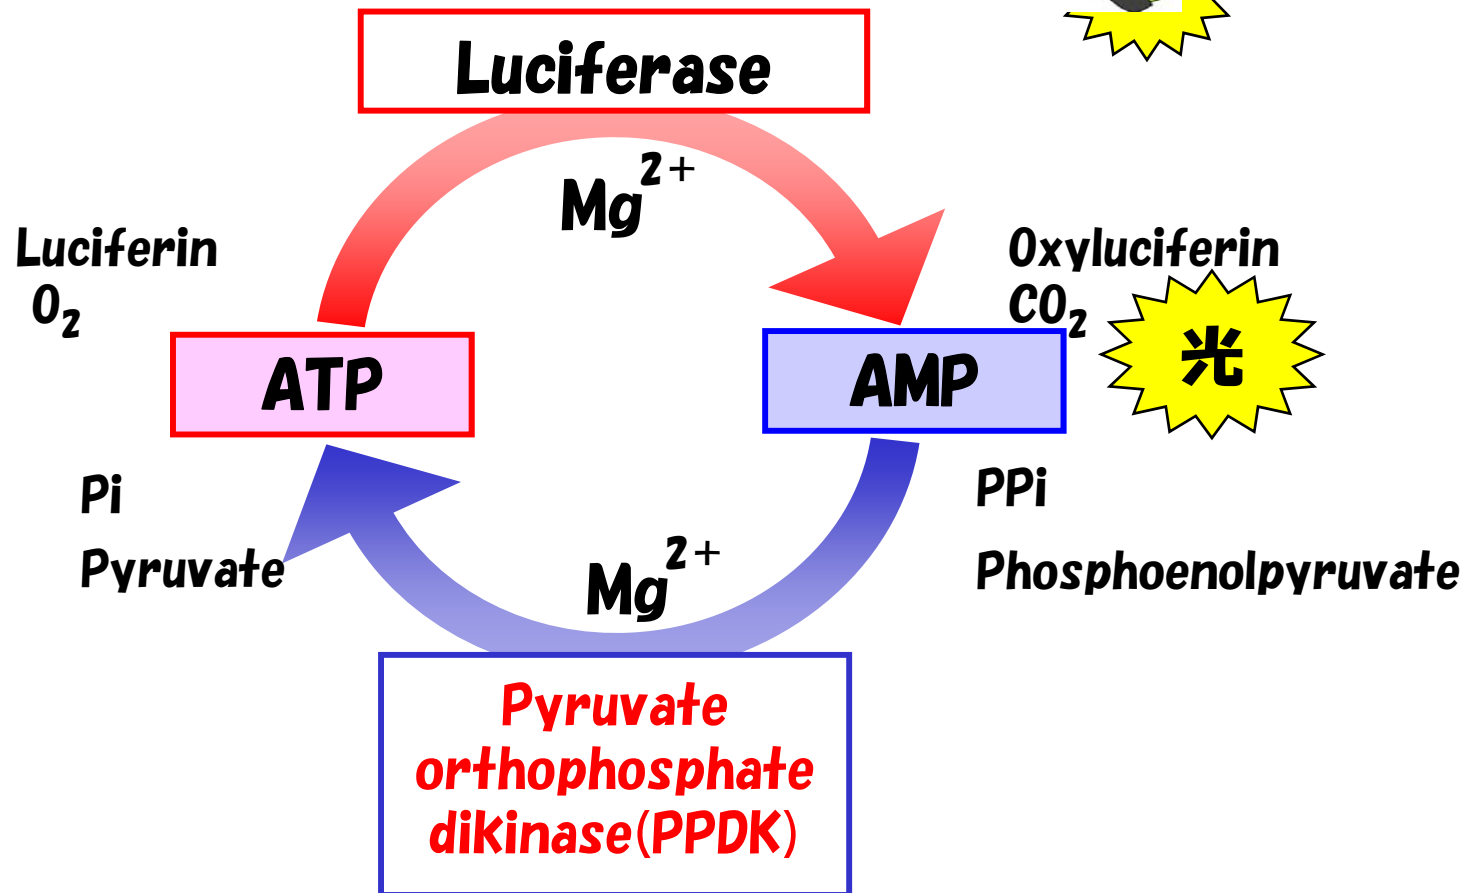 Luciferase
Mg2+
Luciferin
O2
Oxyluciferin
CO2
光
ATP
AMP
Pi
Pyruvate
PPi
Phosphoenolpyruvate
Mg2+
Pyruvate
orthophosphate
dikinase(PPDK)